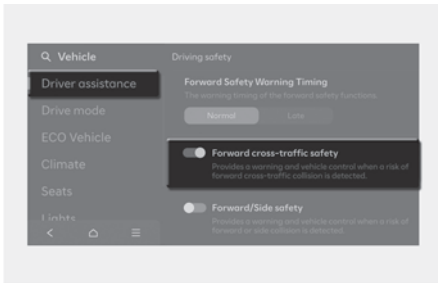 Vehicle
Driver assistance
Drive mode
ECO Vehicle
Climate
Seats
Lights
Driving safety
Forward Safety Warning Timing
The warning timing of the forward safety functions.
Normal
Late
Forward cross-traffic safety
Provides a warning and vehicle control when a risk of
forward cross-traffic collision is detected.
Forward/Side safety
Provides a warning and vehicle control when a risk of
forward or side collision is detected.